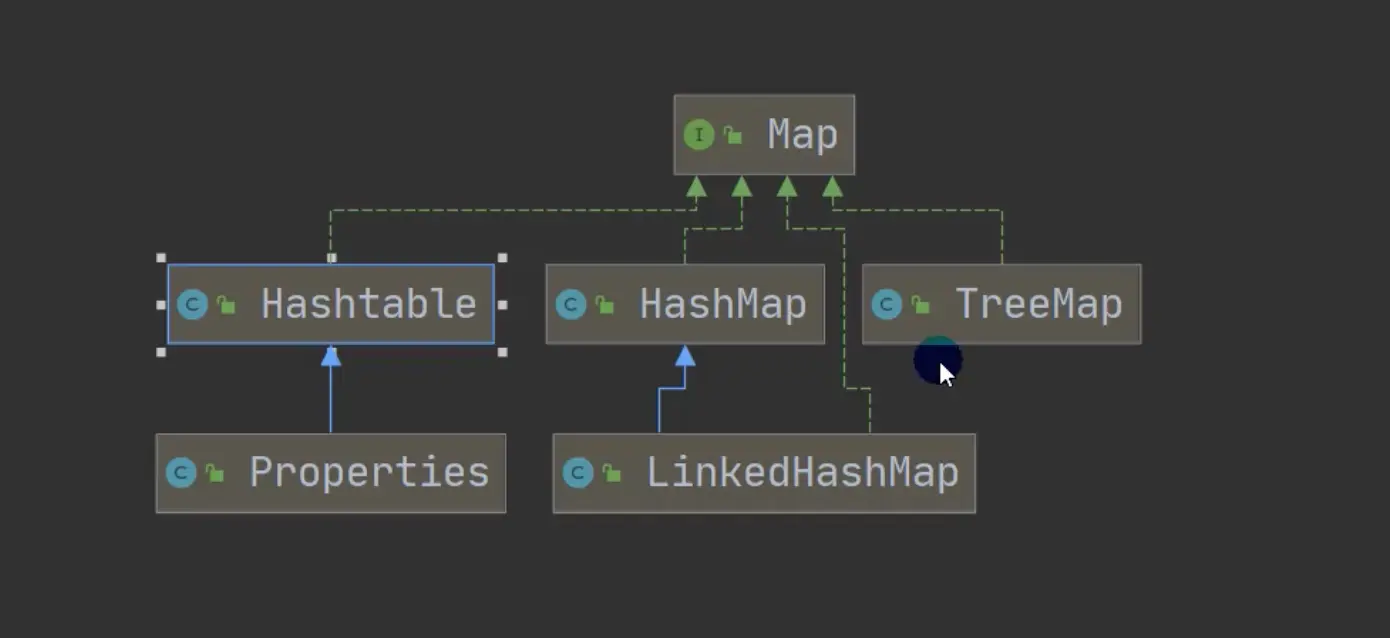 I Map
C Hashtable
C HashMap
C TreeMap
C Properties
C LinkedHashMap